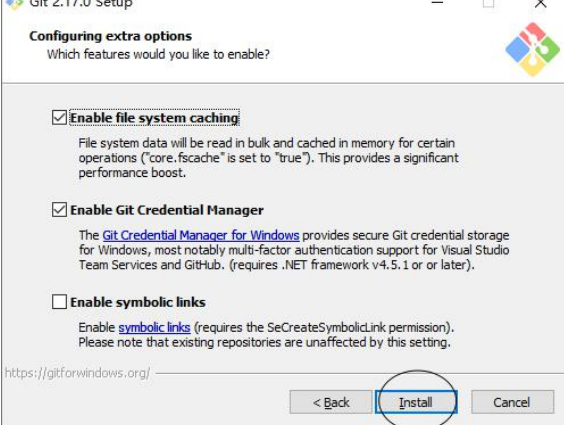 Git 2.17.0 Setup
Configuring extra options
Which features would you like to enable?
Enable file system caching
File system data will be read in bulk and cached in memory for certain
operations ("core.fscache" is set to "true"). This provides a significant
performance boost.
Enable Git Credential Manager
The Git Credential Manager for Windows provides secure Git credential storage
for Windows, most notably multi-factor authentication support for Visual Studio
Team Services and GitHub. (requires .NET framework v4.5.1 or or later).
Enable symbolic links
Enable symbolic links (requires the SeCreateSymbolicLink permission).
Please note that existing repositories are unaffected by this setting.
https://gitforwindows.org/
< Back Install Cancel